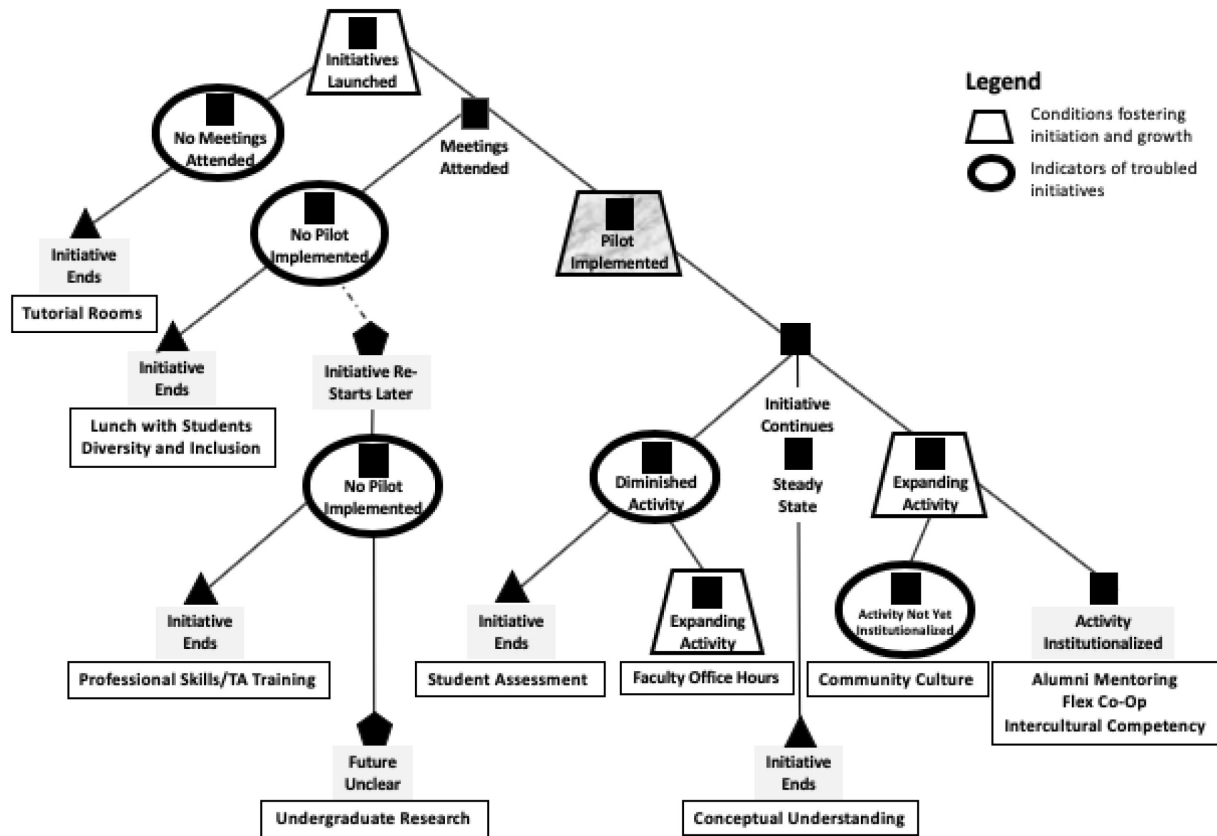 Initiatives
Launched
Legend
Conditions fostering
initiation and growth
Indicators of troubled
initiatives
No Meetings
Attended
Meetings
Attended
No Pilot
Implemented
Pilot
Implemented
Initiative
Ends
Tutorial Rooms
Initiative
Ends
Lunch with Students
Diversity and Inclusion
Initiative Re-
Starts Later
No Pilot
Implemented
Initiative
Continues
Steady
State
Diminished
Activity
Expanding
Activity
Initiative
Ends
Professional Skills/TA Training
Initiative
Ends
Student Assessment
Expanding
Activity
Faculty Office Hours
Activity Not Yet
Institutionalized
Community Culture
Activity
Institutionalized
Alumni Mentoring
Flex Co-Op
Intercultural Competency
Future
Unclear
Undergraduate Research
Initiative
Ends
Conceptual Understanding